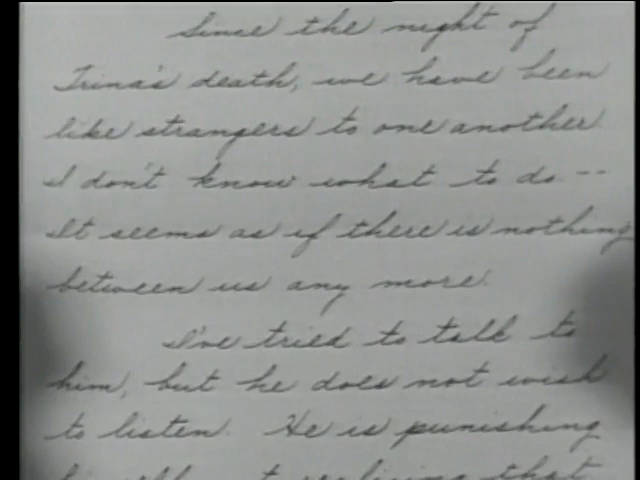 Since the night of
Trina's death, we have been
like strangers to one another.
I don't know what to do --
It seems as if there is nothing
between us any more.
I've tried to talk to
him, but he does not wish
to listen. He is punishing
realizing that